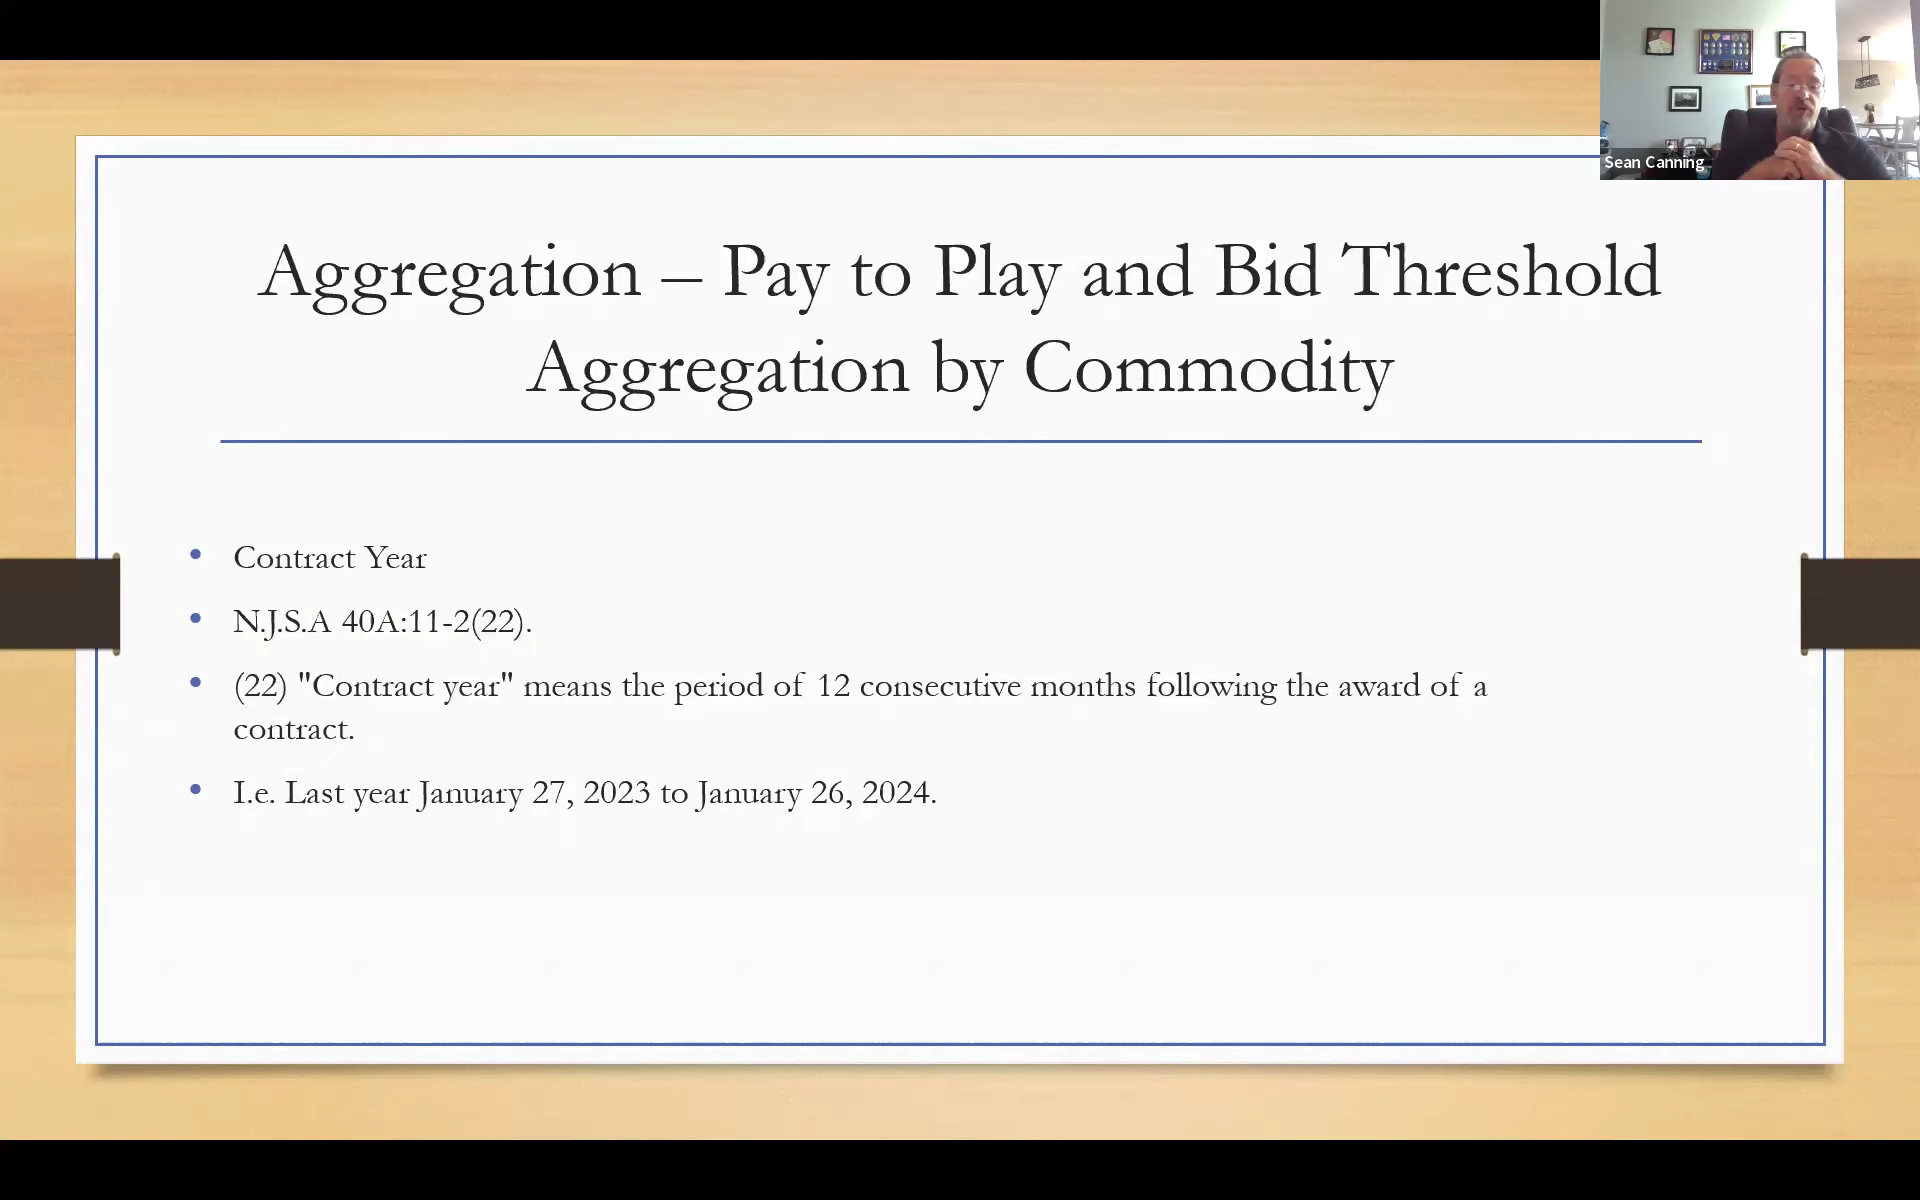 Sean Canning
Aggregation – Pay to Play and Bid Threshold
Aggregation by Commodity
• Contract Year
• N.J.S.A 40A:11-2(22).
• (22) "Contract year" means the period of 12 consecutive months following the award of a
contract.
• I.e. Last year January 27, 2023 to January 26, 2024.